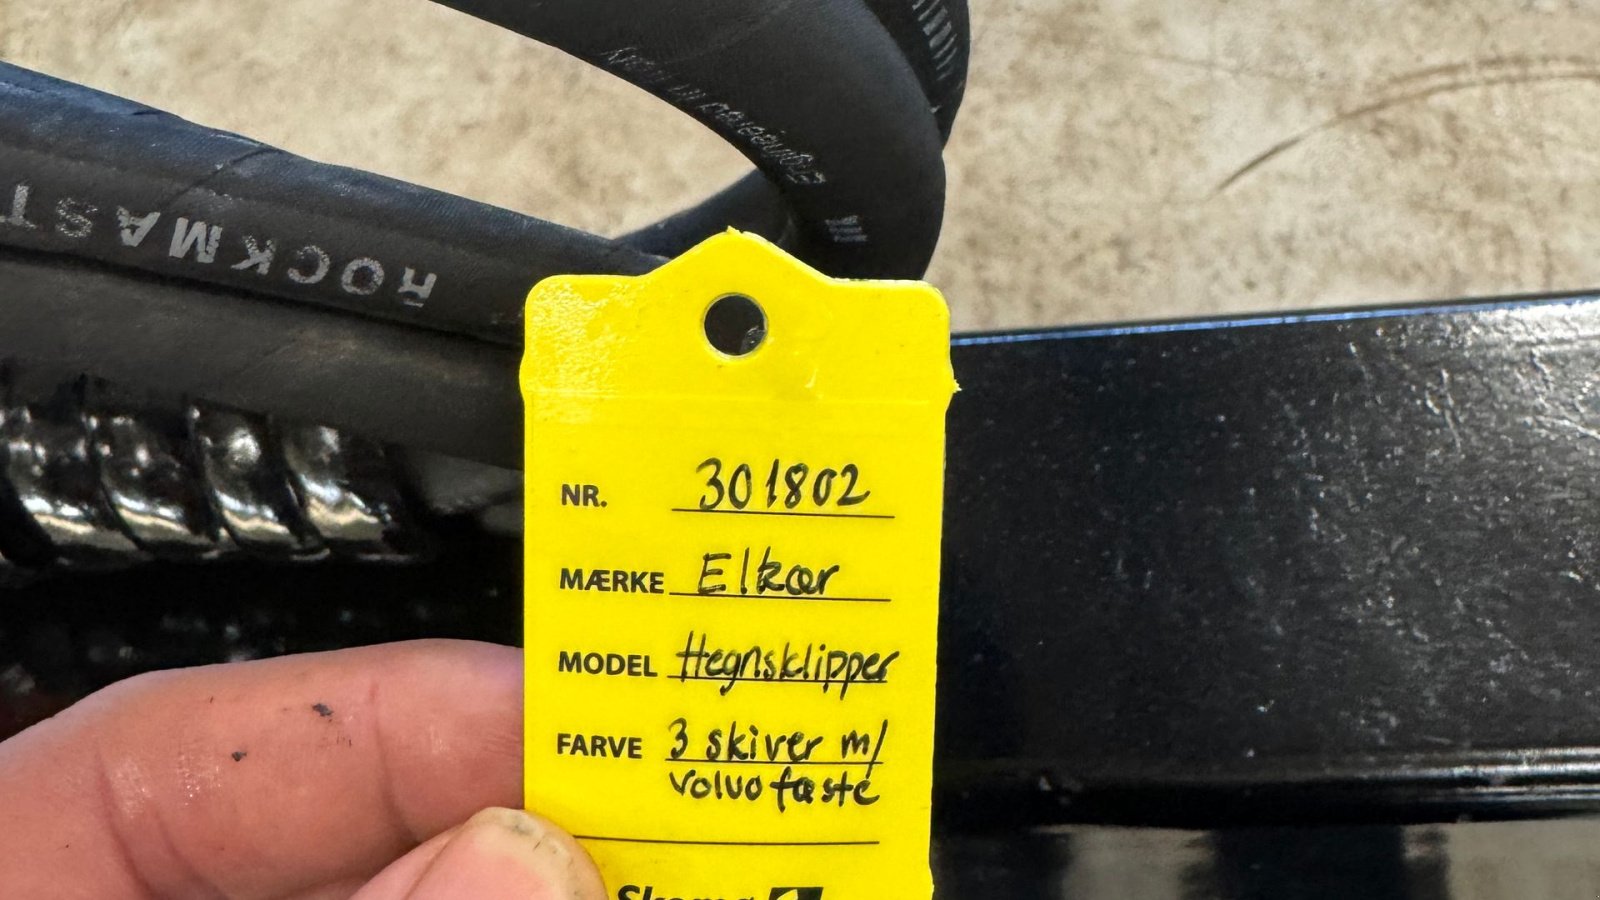 ROCKMAST
NR. 301802
MÆRKE Elkær
MODEL Hegnsklipper
FARVE 3 skiver m/
volvo fæste